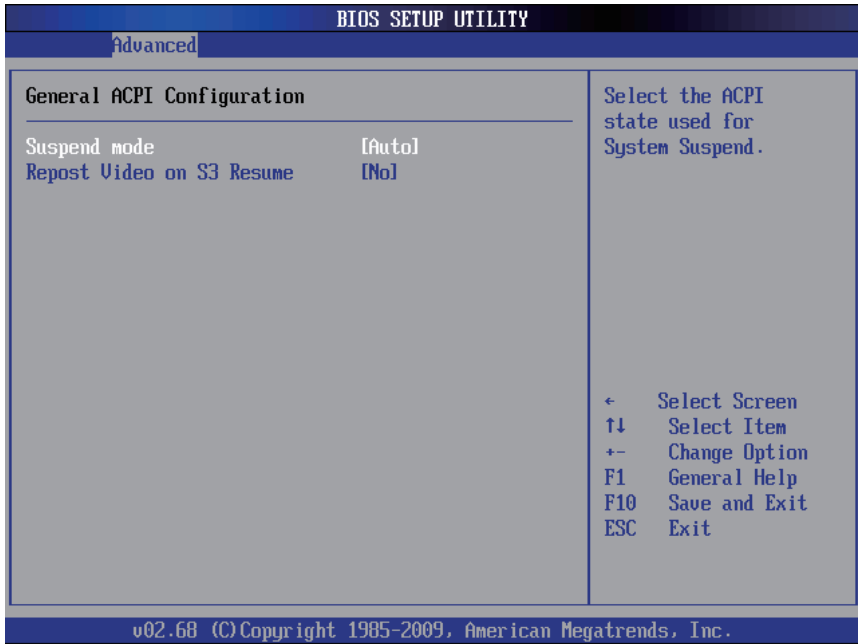 BIOS SETUP UTILITY
Advanced
General ACPI Configuration
Suspend mode [Auto]
Repost Video on S3 Resume [No]
Select the ACPI
state used for
System Suspend.
← Select Screen
↑↓ Select Item
+- Change Option
F1 General Help
F10 Save and Exit
ESC Exit
v02.68 (C)Copyright 1985-2009, American Megatrends, Inc.